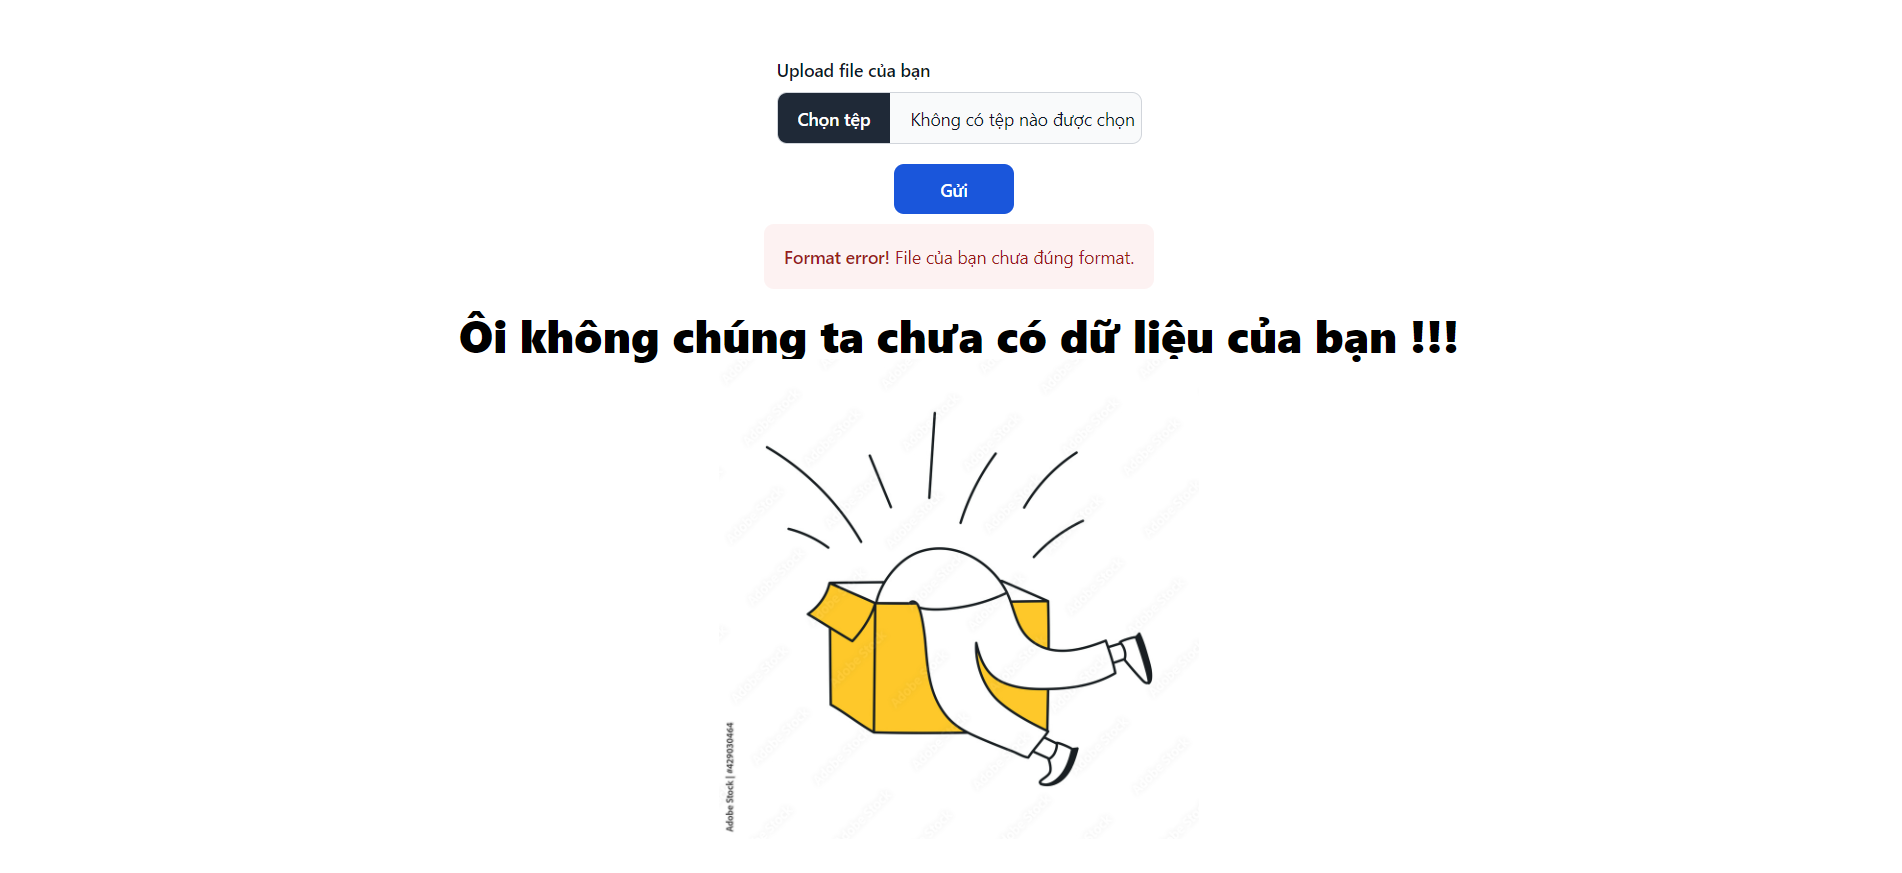 Upload file của bạn
Chọn tệp Không có tệp nào được chọn
Gửi
Format error! File của bạn chưa đúng format.
Ôi không chúng ta chưa có dữ liệu của bạn !!!
Adobe Stock | #429030464